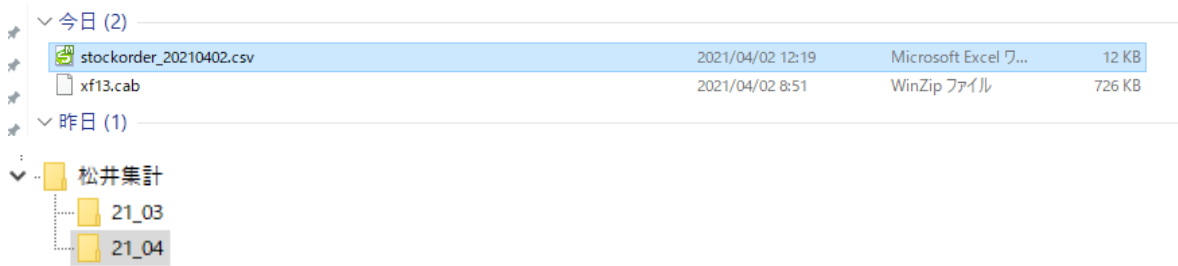 今日 (2)
stockorder_20210402.csv 2021/04/02 12:19 Microsoft Excel ワ... 12 KB
xf13.cab 2021/04/02 8:51 WinZip ファイル 726 KB
昨日 (1)
松井集計
21_03
21_04